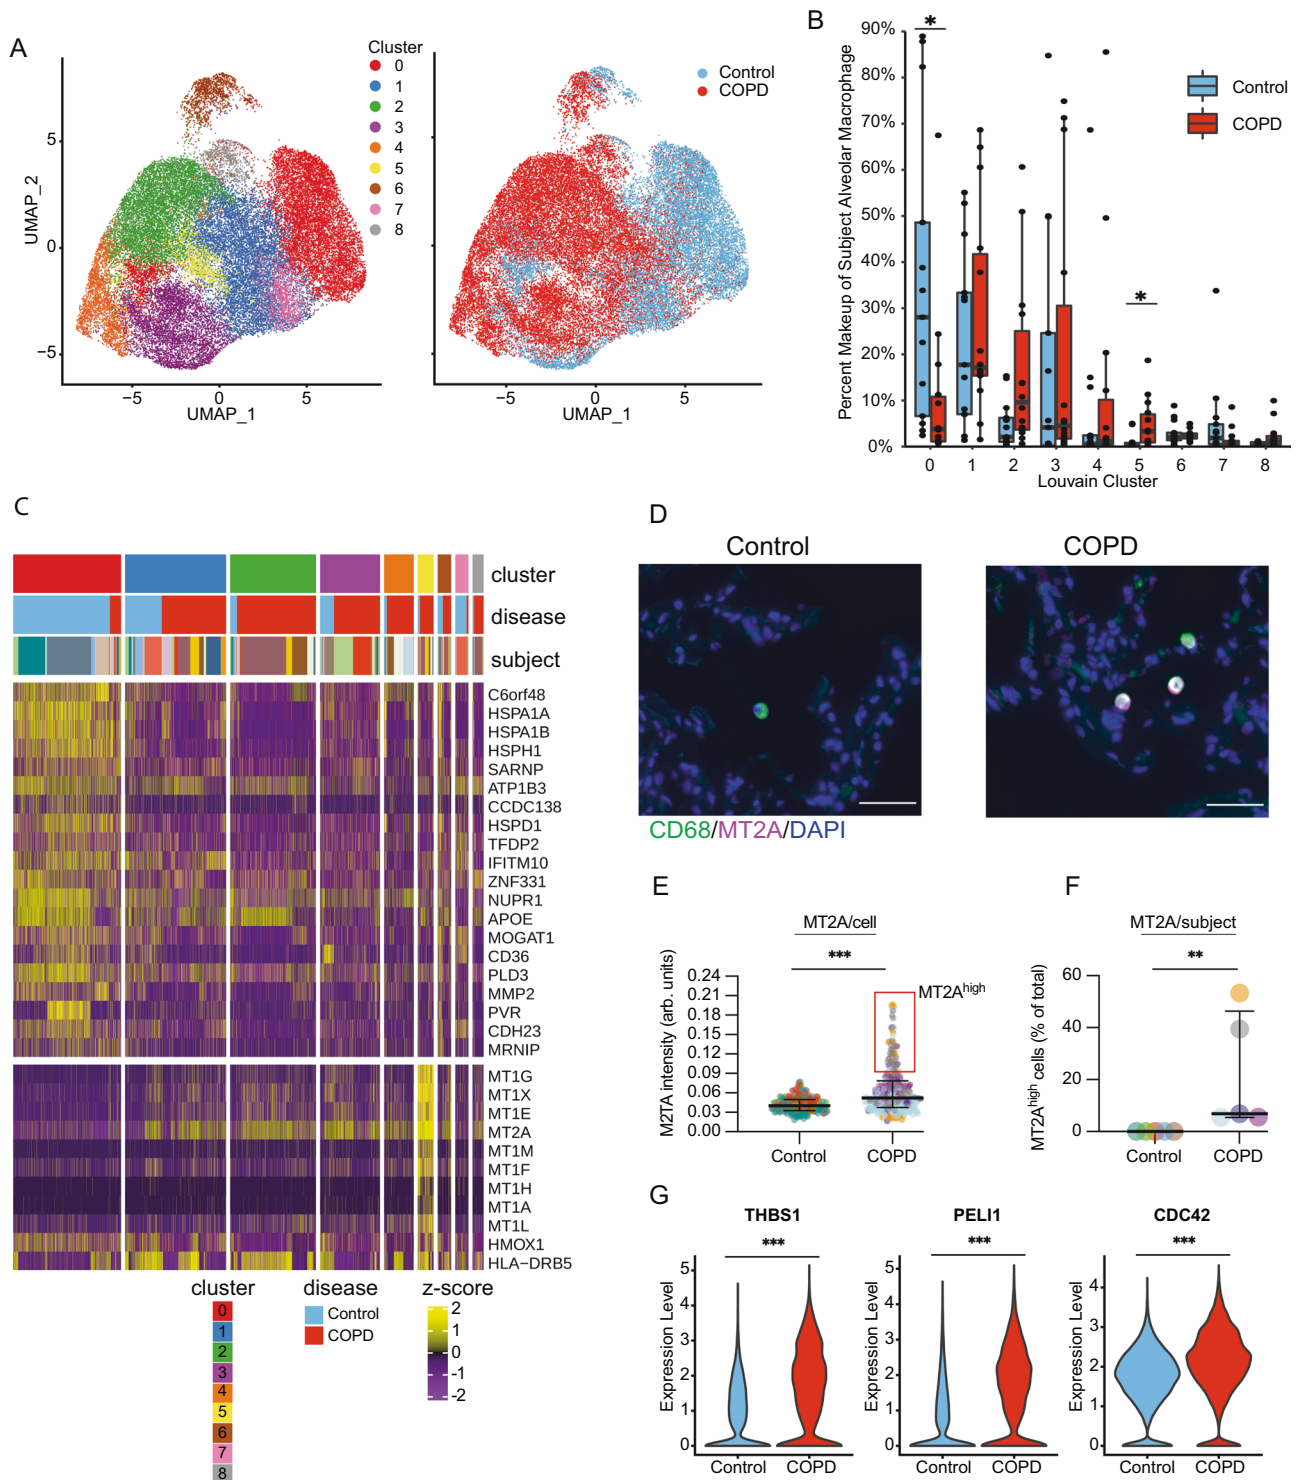 A
Cluster
0
1
2
3
4
5
6
7
8
Control
COPD
UMAP_2
5
0
−5
−5
0
5
UMAP_1
−5
0
5
UMAP_1
B
Percent Makeup of Subject Alveolar Macrophage
90%
80%
70%
60%
50%
40%
30%
20%
10%
0%
*
*
Control
COPD
0 1 2 3 4 5 6 7 8
Louvain Cluster
C
cluster
disease
subject
C6orf48
HSPA1A
HSPA1B
HSPH1
SARNP
ATP1B3
CCDC138
HSPD1
TFDP2
IFITM10
ZNF331
NUPR1
APOE
MOGAT1
CD36
PLD3
MMP2
PVR
CDH23
MRNIP
MT1G
MT1X
MT1E
MT2A
MT1M
MT1F
MT1H
MT1A
MT1L
HMOX1
HLA−DRB5
cluster
0
1
2
3
4
5
6
7
8
disease
Control
COPD
z-score
2
1
0
-1
-2
D
Control
COPD
CD68/MT2A/DAPI
E
MT2A/cell
***
M2TA intensity (arb. units)
0.24
0.21
0.18
0.15
0.12
0.09
0.06
0.03
0.00
MT2Ahigh
Control
COPD
F
MT2A/subject
**
MT2Ahigh cells (% of total)
60
40
20
0
Control
COPD
G
THBS1
***
Expression Level
5
4
3
2
1
0
Control
COPD
PELI1
***
Expression Level
5
4
3
2
1
0
Control
COPD
CDC42
***
Expression Level
5
4
3
2
1
0
Control
COPD